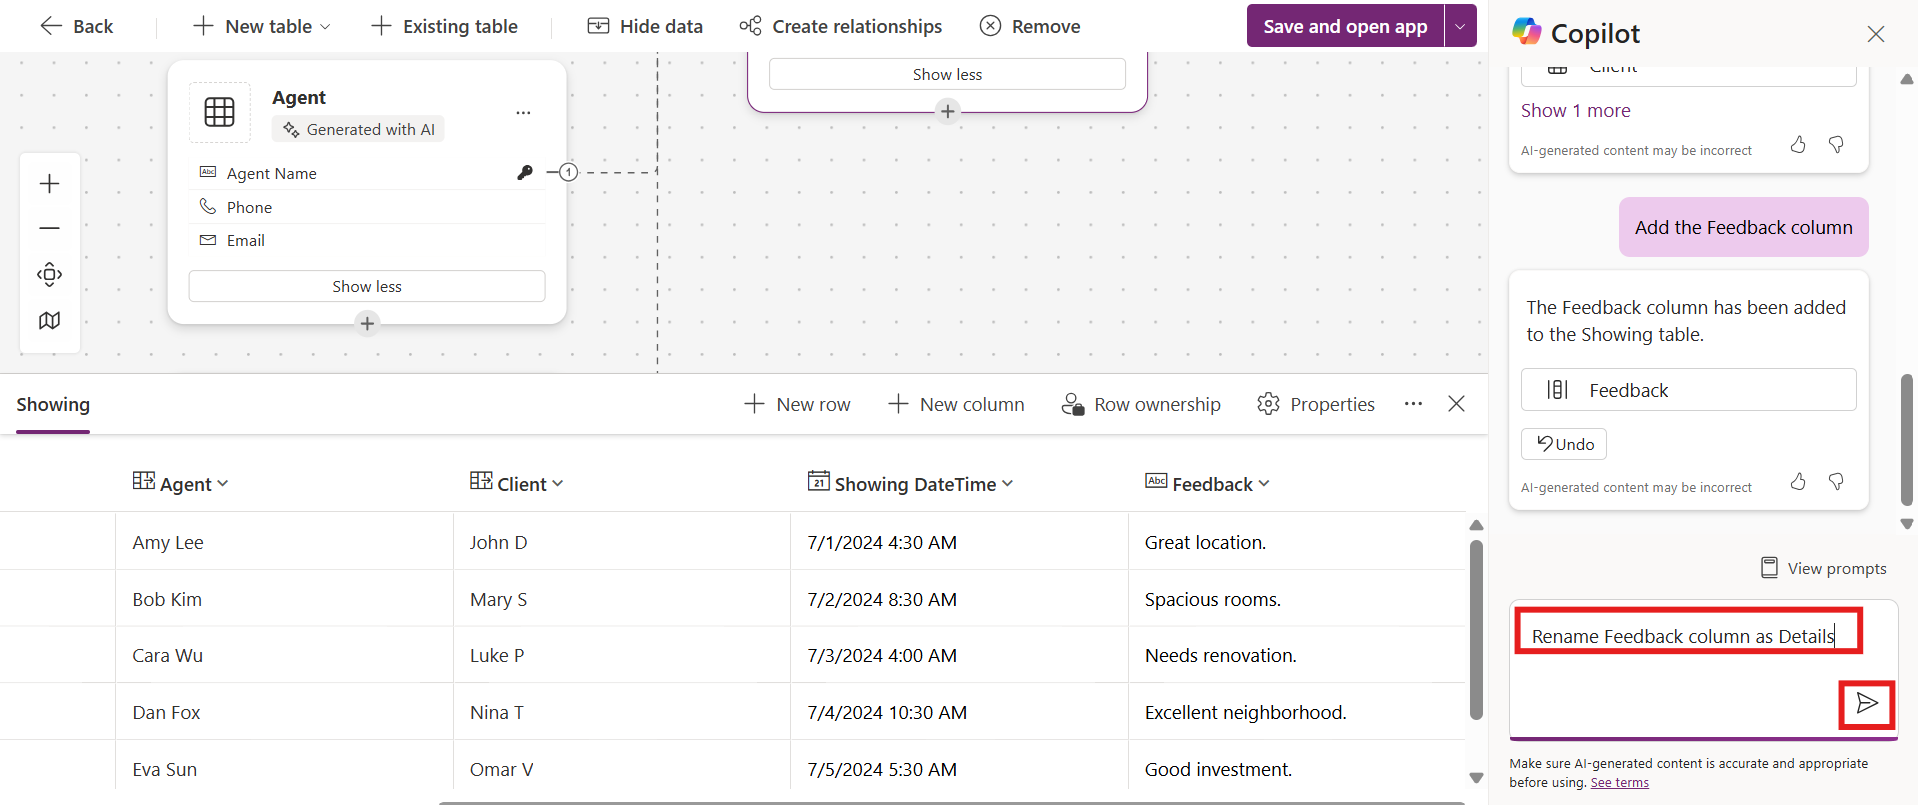 Back
New table
Existing table
Hide data
Create relationships
Remove
Save and open app
Agent
Generated with AI
Agent Name
1
Phone
Email
Show less
Show less
Showing
New row
New column
Row ownership
Properties
Agent
Client
21
Showing DateTime
Abc
Feedback
Amy Lee
John D
7/1/2024 4:30 AM
Great location.
Bob Kim
Mary S
7/2/2024 8:30 AM
Spacious rooms.
Cara Wu
Luke P
7/3/2024 4:00 AM
Needs renovation.
Dan Fox
Nina T
7/4/2024 10:30 AM
Excellent neighborhood.
Eva Sun
Omar V
7/5/2024 5:30 AM
Good investment.
Copilot
Client
Show 1 more
AI-generated content may be incorrect
Add the Feedback column
The Feedback column has been added
to the Showing table.
Feedback
Undo
AI-generated content may be incorrect
View prompts
Rename Feedback column as Details
Make sure AI-generated content is accurate and appropriate
before using. See terms